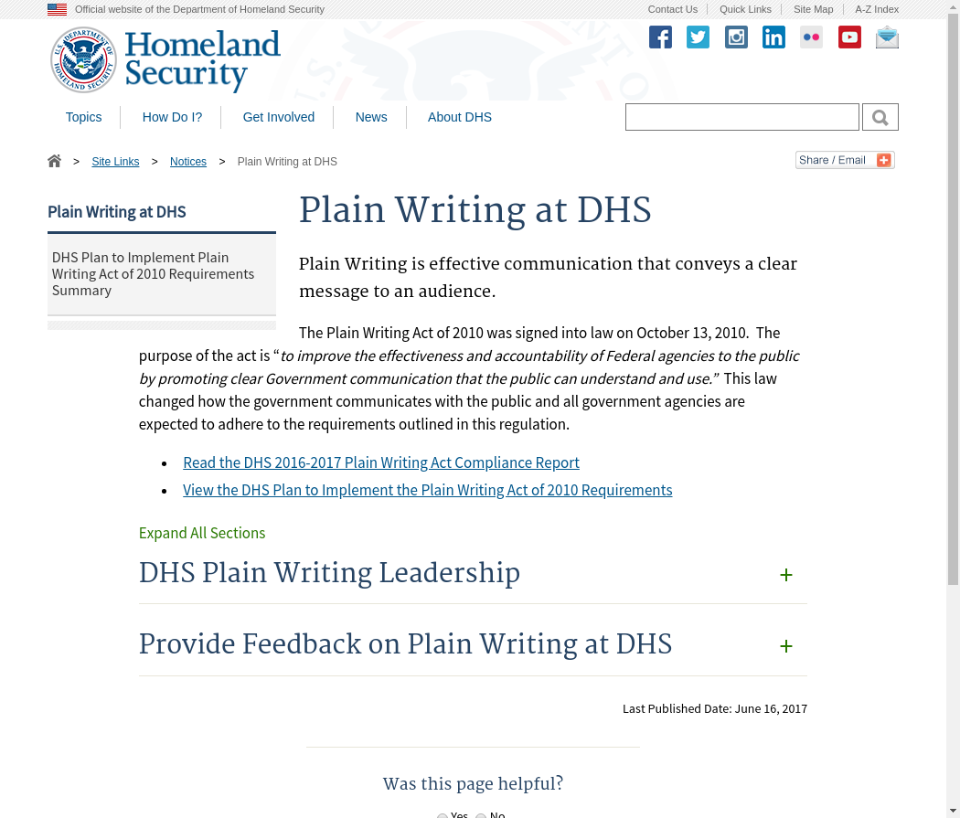 Official website of the Department of Homeland Security
Contact Us
Quick Links
Site Map
A-Z Index
U.S. DEPARTMENT OF HOMELAND SECURITY
Homeland
Security
Topics
How Do I?
Get Involved
News
About DHS
> Site Links > Notices > Plain Writing at DHS
Share / Email
Plain Writing at DHS
DHS Plan to Implement Plain
Writing Act of 2010 Requirements
Summary
Plain Writing at DHS
Plain Writing is effective communication that conveys a clear
message to an audience.
The Plain Writing Act of 2010 was signed into law on October 13, 2010.  The
purpose of the act is “to improve the effectiveness and accountability of Federal agencies to the public
by promoting clear Government communication that the public can understand and use.”  This law
changed how the government communicates with the public and all government agencies are
expected to adhere to the requirements outlined in this regulation.
• Read the DHS 2016-2017 Plain Writing Act Compliance Report
• View the DHS Plan to Implement the Plain Writing Act of 2010 Requirements
Expand All Sections
DHS Plain Writing Leadership +
Provide Feedback on Plain Writing at DHS +
Last Published Date: June 16, 2017
Was this page helpful?
Yes No